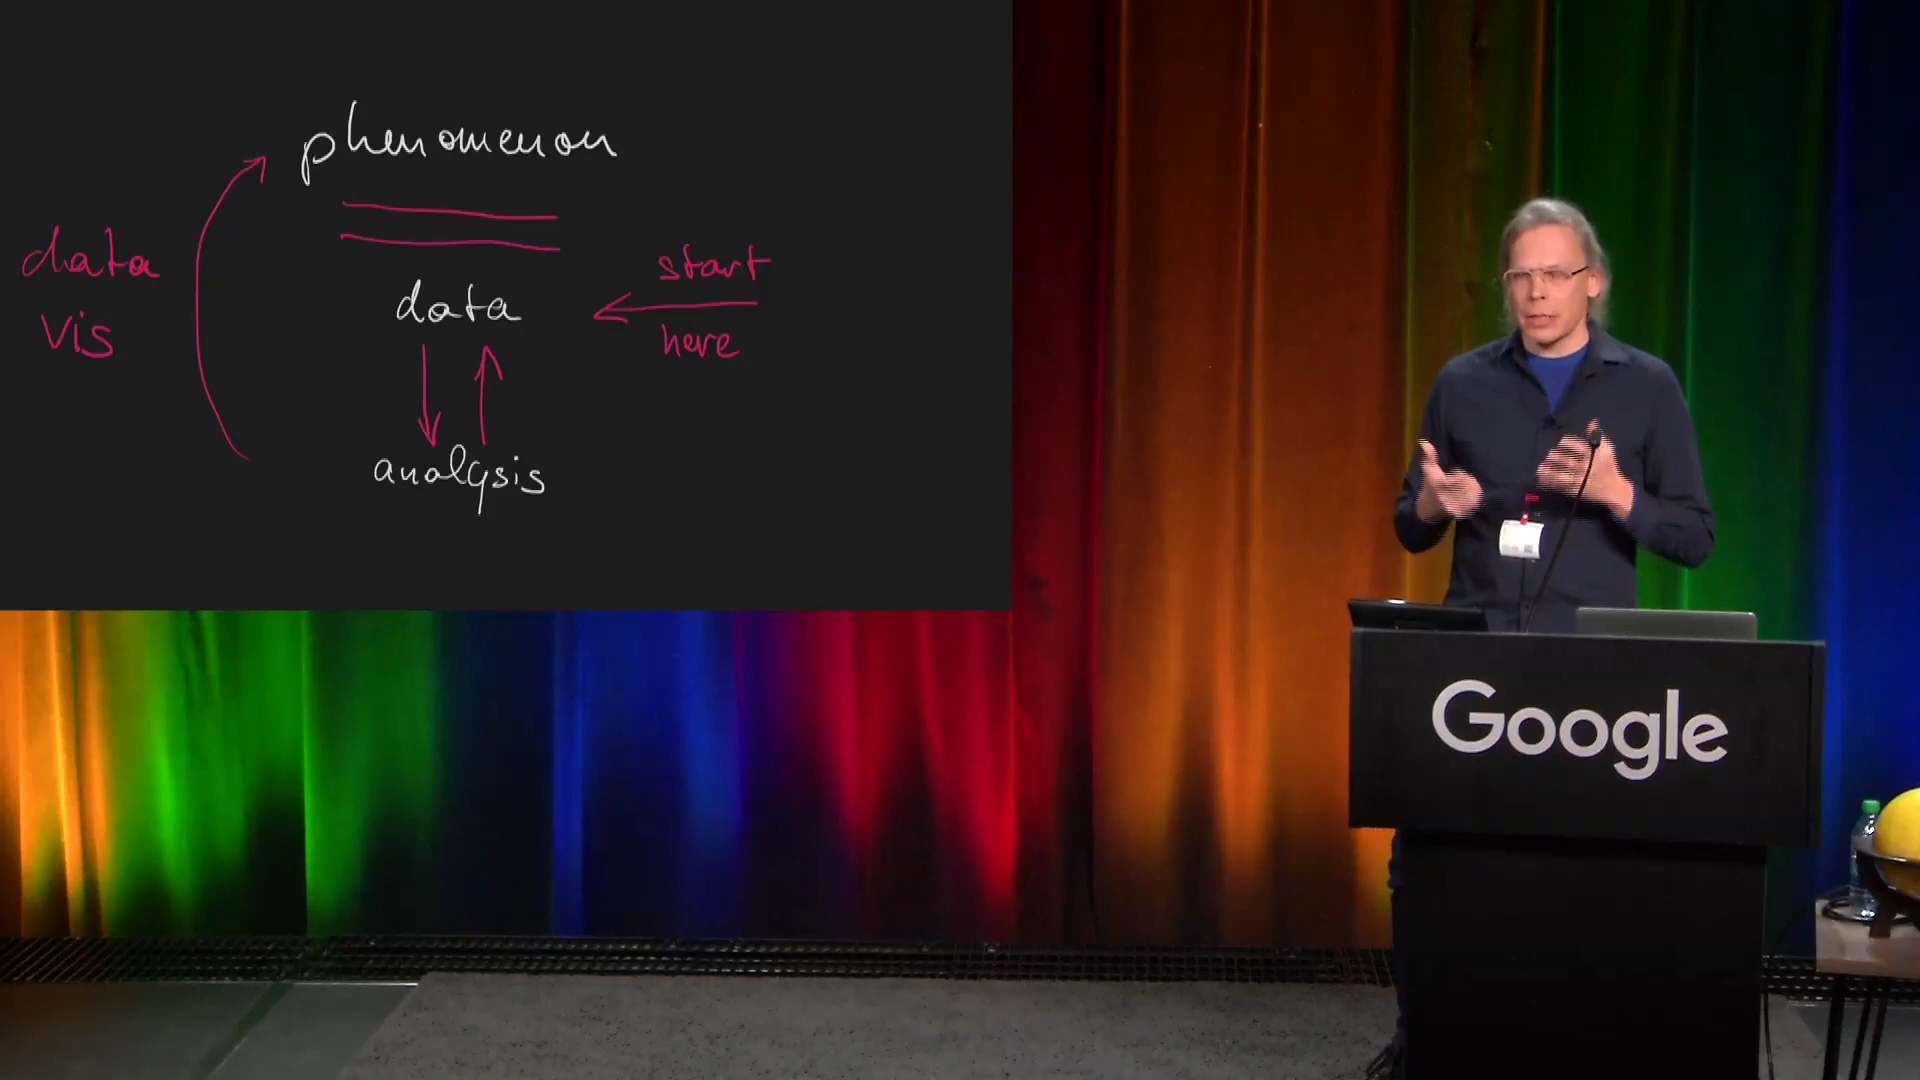 phenomenon
data
vis
data
start
here
analysis
Google